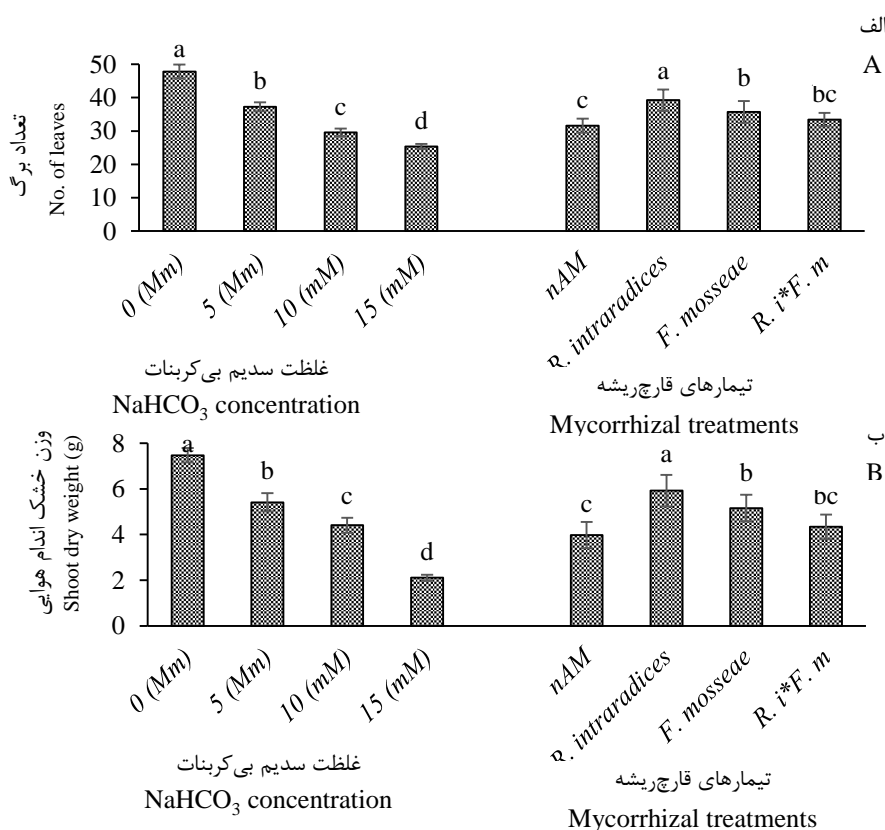 الف
A
a
b
c
d
c
a
b
bc
50
40
30
20
10
0
تعداد برگ
No. of leaves
0 (Mm)
5 (Mm)
10 (mM)
15 (mM)
nAM
R. intraradices
F. mosseae
R. i*F. m
غلظت سدیم بی‌کربنات
NaHCO₃ concentration
تیمارهای قارچ‌ریشه
Mycorrhizal treatments
ب
B
a
b
c
d
c
a
b
bc
8
6
4
2
0
وزن خشک اندام هوایی
Shoot dry weight (g)
0 (Mm)
5 (Mm)
10 (mM)
15 (mM)
nAM
R. intraradices
F. mosseae
R. i*F. m
غلظت سدیم بی‌کربنات
NaHCO₃ concentration
تیمارهای قارچ‌ریشه
Mycorrhizal treatments